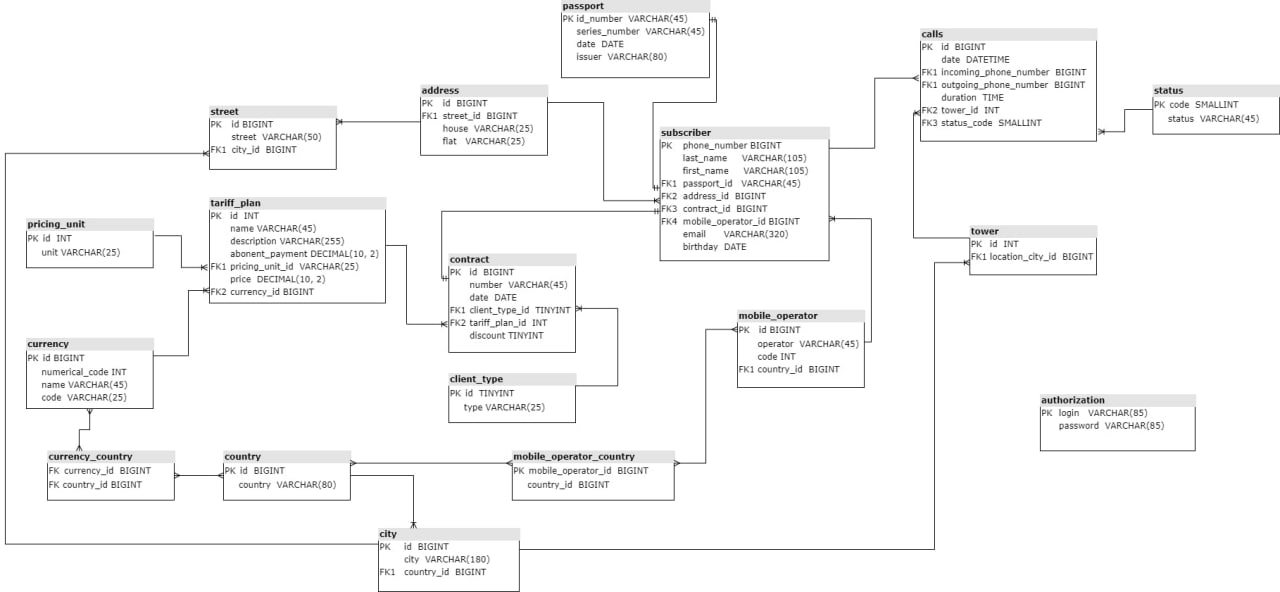 passport
PK id_number VARCHAR(45)
series_number VARCHAR(45)
date DATE
issuer VARCHAR(80)
calls
PK id BIGINT
date DATETIME
FK1 incoming_phone_number BIGINT
FK1 outgoing_phone_number BIGINT
duration TIME
FK2 tower_id INT
FK3 status_code SMALLINT
status
PK code SMALLINT
status VARCHAR(45)
address
PK id BIGINT
FK1 street_id BIGINT
house VARCHAR(25)
flat VARCHAR(25)
street
PK id BIGINT
street VARCHAR(50)
FK1 city_id BIGINT
subscriber
PK phone_number BIGINT
last_name VARCHAR(105)
first_name VARCHAR(105)
FK1 passport_id VARCHAR(45)
FK2 address_id BIGINT
FK3 contract_id BIGINT
FK4 mobile_operator_id BIGINT
email VARCHAR(320)
birthday DATE
tariff_plan
PK id INT
name VARCHAR(45)
description VARCHAR(255)
abonent_payment DECIMAL(10, 2)
FK1 pricing_unit_id VARCHAR(25)
price DECIMAL(10, 2)
FK2 currency_id BIGINT
pricing_unit
PK id INT
unit VARCHAR(25)
tower
PK id INT
FK1 location_city_id BIGINT
contract
PK id BIGINT
number VARCHAR(45)
date DATE
FK1 client_type_id TINYINT
FK2 tariff_plan_id INT
discount TINYINT
mobile_operator
PK id BIGINT
operator VARCHAR(45)
code INT
FK1 country_id BIGINT
currency
PK id BIGINT
numerical_code INT
name VARCHAR(45)
code VARCHAR(25)
client_type
PK id TINYINT
type VARCHAR(25)
authorization
PK login VARCHAR(85)
password VARCHAR(85)
currency_country
FK currency_id BIGINT
FK country_id BIGINT
country
PK id BIGINT
country VARCHAR(80)
mobile_operator_country
PK mobile_operator_id BIGINT
country_id BIGINT
city
PK id BIGINT
city VARCHAR(180)
FK1 country_id BIGINT